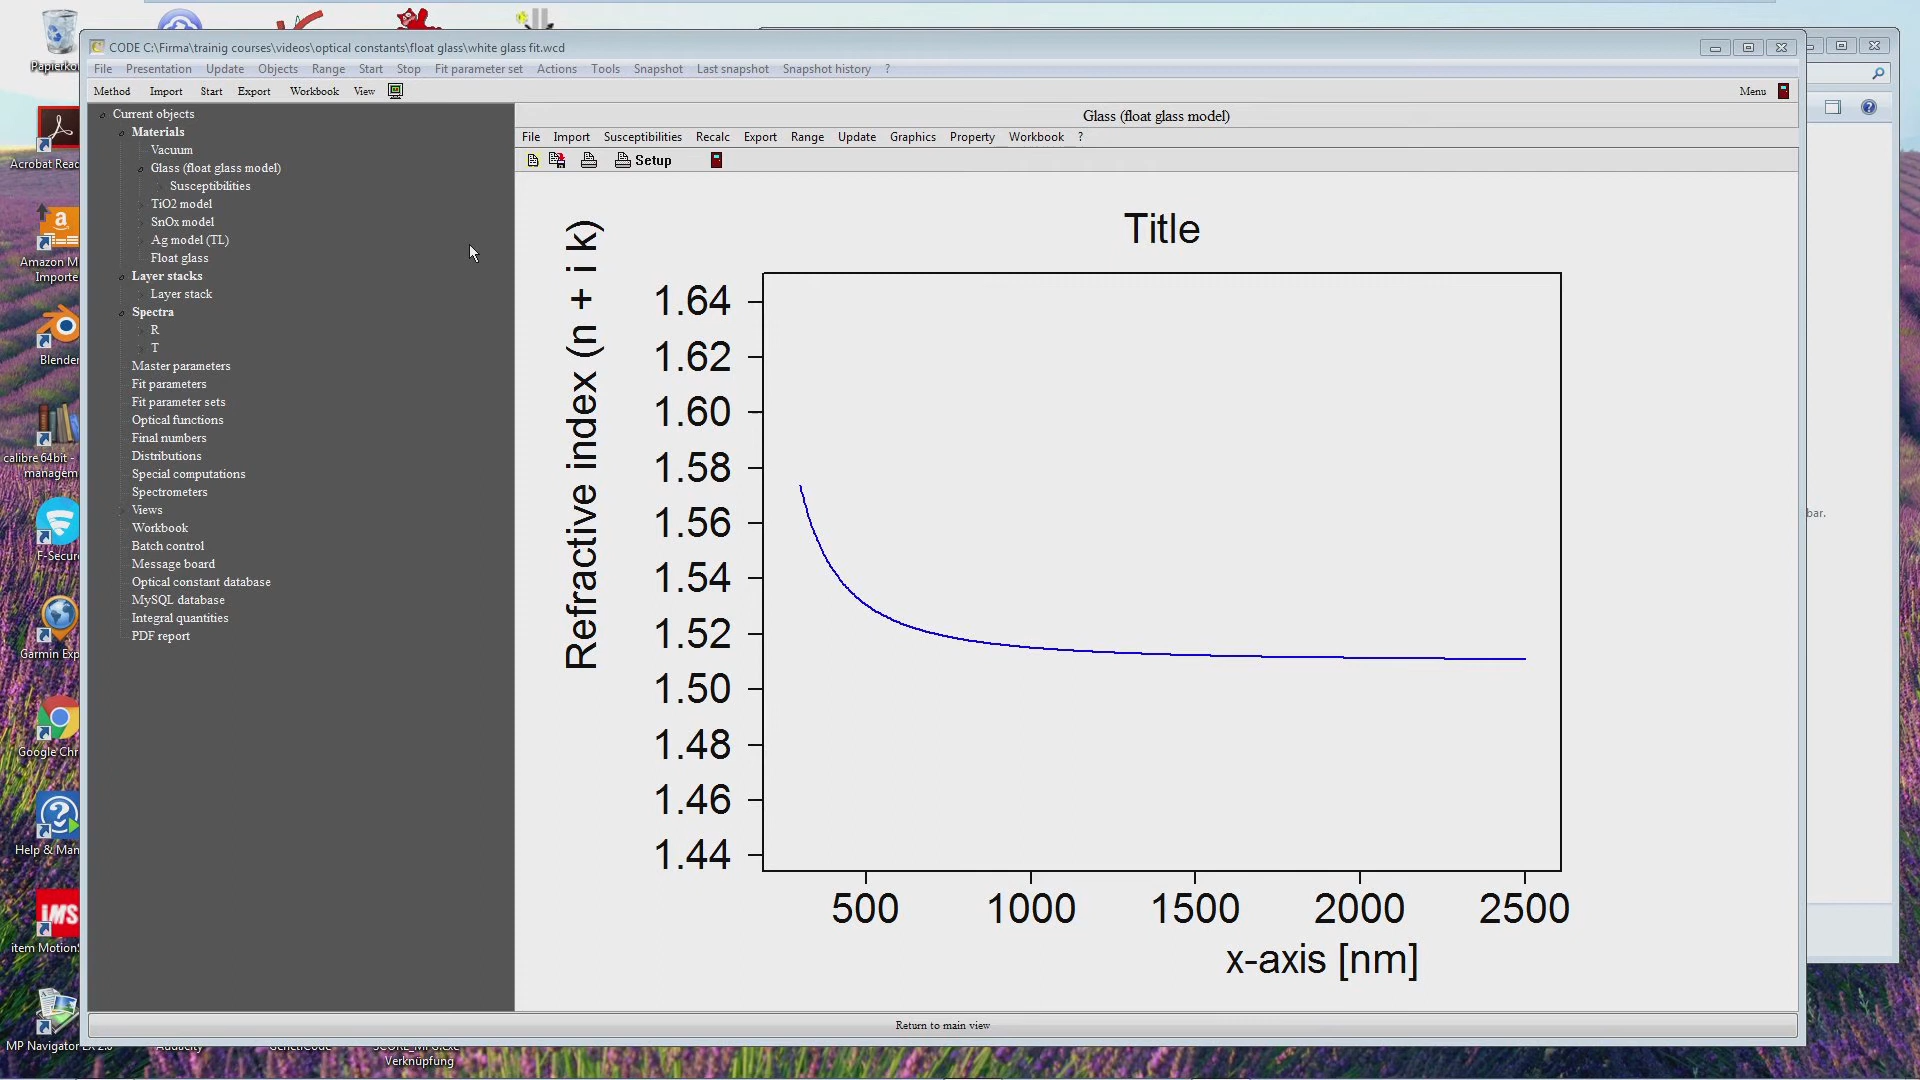 CODE C:\Firma\trainig courses\videos\optical constants\float glass\white glass fit.wcd
File Presentation Update Objects Range Start Stop Fit parameter set Actions Tools Snapshot Last snapshot Snapshot history ?
Method Import Start Export Workbook View Menu
Current objects
Materials
Vacuum
Glass (float glass model)
Susceptibilities
TiO2 model
SnOx model
Ag model (TL)
Float glass
Layer stacks
Layer stack
Spectra
R
T
Master parameters
Fit parameters
Fit parameter sets
Optical functions
Final numbers
Distributions
Special computations
Spectrometers
Views
Workbook
Batch control
Message board
Optical constant database
MySQL database
Integral quantities
PDF report
Glass (float glass model)
File Import Susceptibilities Recalc Export Range Update Graphics Property Workbook ?
Setup
Title
Refractive index (n + i k)
1.64
1.62
1.60
1.58
1.56
1.54
1.52
1.50
1.48
1.46
1.44
500 1000 1500 2000 2500
x-axis [nm]
Return to main view
bar.
Papierko
Acrobat Reac
Amazon M
Importe
Blender
calibre 64bit -
managem
F-Secure
Garmin Exp
Google Chr
Help & Man
item Motion
MP Navigator EX 2.0
Audacity
GenetiCode
Verknüpfung